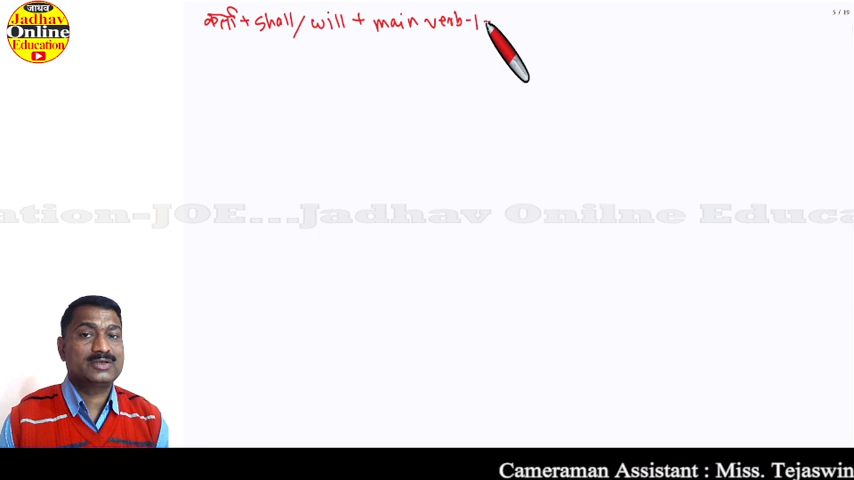 कर्ता + shall/will + main verb-1
5 / 19
जाधव
Jadhav
Online
Education
ation-JOE...Jadhav Onilne Educa
Cameraman Assistant : Miss. Tejaswin